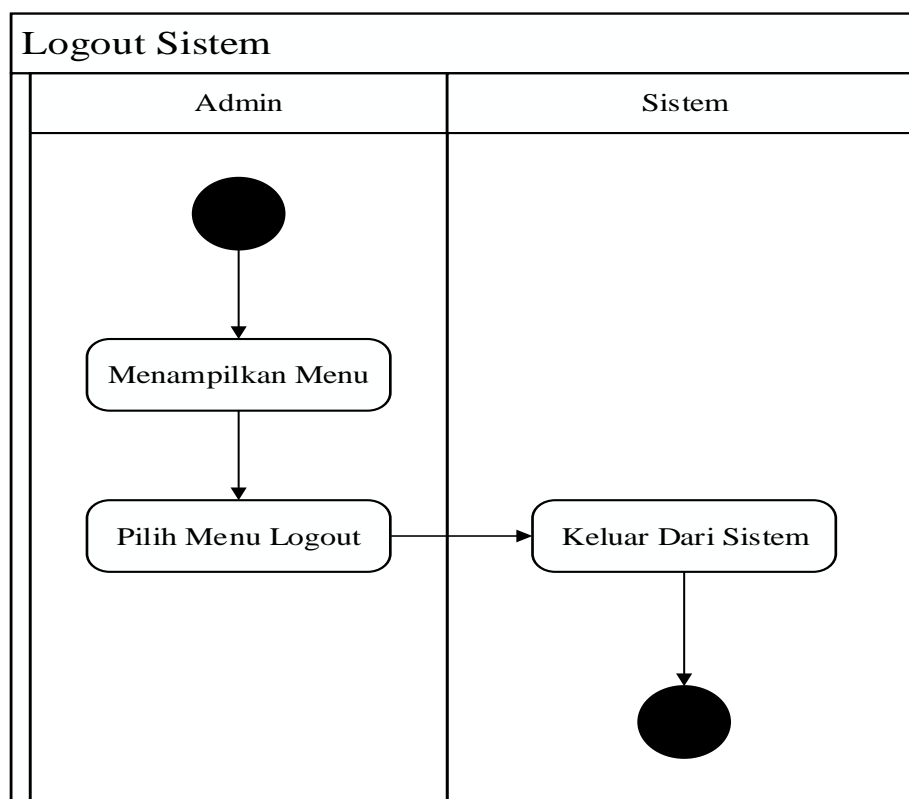 Logout Sistem
Admin
Sistem
Menampilkan Menu
Pilih Menu Logout
Keluar Dari Sistem